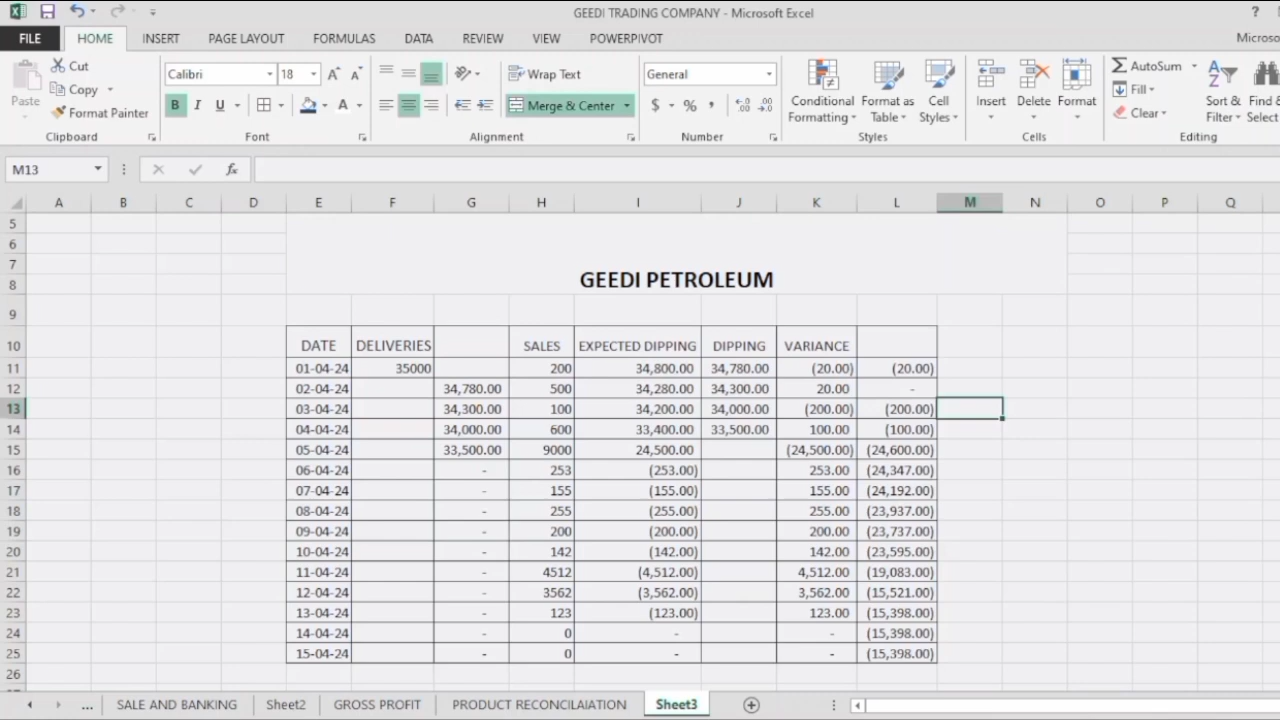 GEEDI TRADING COMPANY - Microsoft Excel ?
FILE HOME INSERT PAGE LAYOUT FORMULAS DATA REVIEW VIEW POWERPIVOT Microso
Cut
Copy
Format Painter
Paste
Clipboard
Calibri 18
B I U
Font
Wrap Text
Merge & Center
Alignment
General
$ % ,
Number
Conditional Formatting
Format as Table
Cell Styles
Styles
Insert Delete Format
Cells
AutoSum
Fill
Clear
Sort & Filter
Find & Select
Editing
M13 fx
A B C D E F G H I J K L M N O P Q
5
6
7
8 GEEDI PETROLEUM
9
10 DATE DELIVERIES SALES EXPECTED DIPPING DIPPING VARIANCE
11 01-04-24 35000 200 34,800.00 34,780.00 (20.00) (20.00)
12 02-04-24 34,780.00 500 34,280.00 34,300.00 20.00 -
13 03-04-24 34,300.00 100 34,200.00 34,000.00 (200.00) (200.00)
14 04-04-24 34,000.00 600 33,400.00 33,500.00 100.00 (100.00)
15 05-04-24 33,500.00 9000 24,500.00 (24,500.00) (24,600.00)
16 06-04-24 - 253 (253.00) 253.00 (24,347.00)
17 07-04-24 - 155 (155.00) 155.00 (24,192.00)
18 08-04-24 - 255 (255.00) 255.00 (23,937.00)
19 09-04-24 - 200 (200.00) 200.00 (23,737.00)
20 10-04-24 - 142 (142.00) 142.00 (23,595.00)
21 11-04-24 - 4512 (4,512.00) 4,512.00 (19,083.00)
22 12-04-24 - 3562 (3,562.00) 3,562.00 (15,521.00)
23 13-04-24 - 123 (123.00) 123.00 (15,398.00)
24 14-04-24 - 0 - - (15,398.00)
25 15-04-24 - 0 - - (15,398.00)
26
... SALE AND BANKING Sheet2 GROSS PROFIT PRODUCT RECONCILAIATION Sheet3